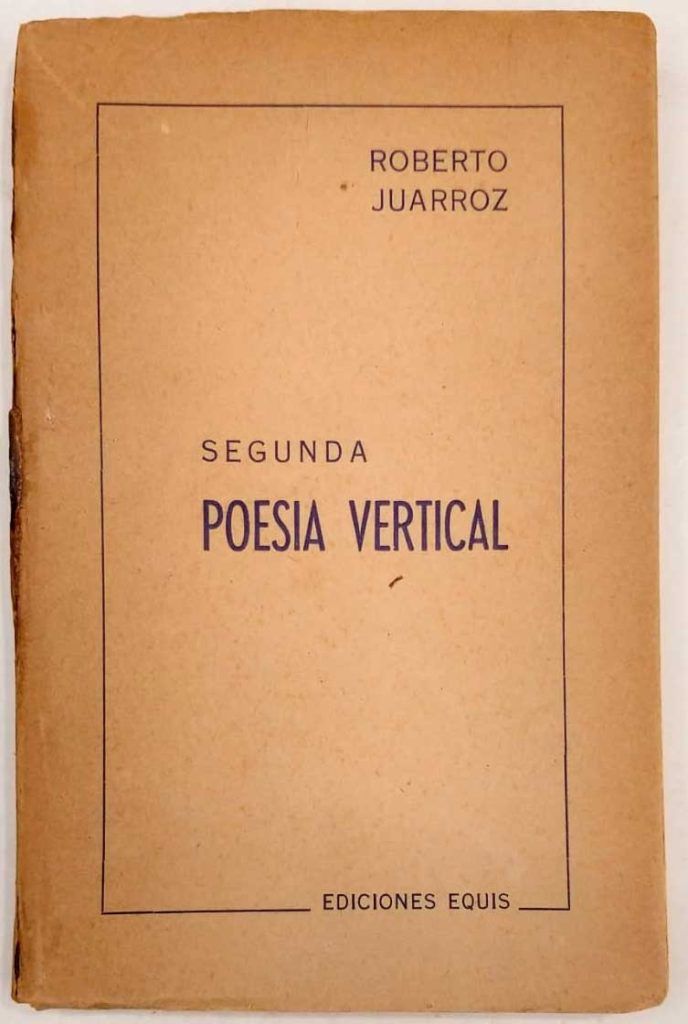 ROBERTO
JUARROZ
SEGUNDA
POESIA VERTICAL
EDICIONES EQUIS